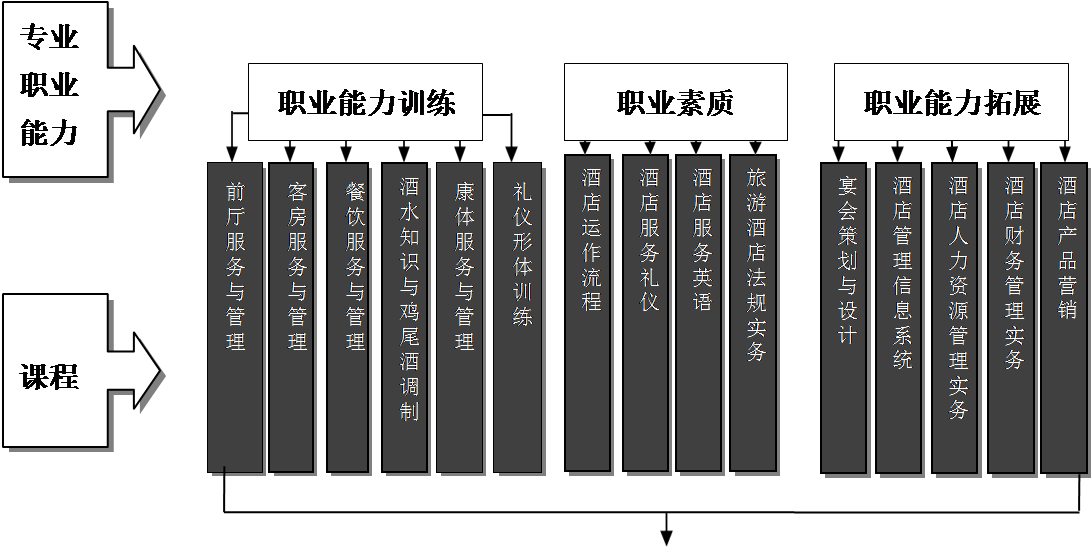 专业
职业
能力
职业能力训练
职业素质
职业能力拓展
前厅服务与管理
客房服务与管理
餐饮服务与管理
酒水知识与鸡尾酒调制
康体服务与管理
礼仪形体训练
酒店运作流程
酒店服务礼仪
酒店服务英语
旅游酒店法规实务
宴会策划与设计
酒店管理信息系统
酒店人力资源管理实务
酒店财务管理实务
酒店产品营销
课程